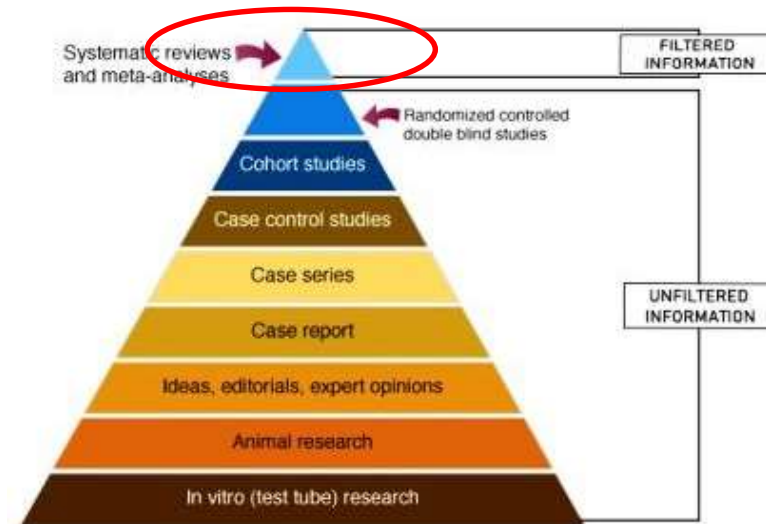 Systematic reviews
and meta-analyses
FILTERED
INFORMATION
Randomized controlled
double blind studies
Cohort studies
Case control studies
Case series
UNFILTERED
INFORMATION
Case report
Ideas, editorials, expert opinions
Animal research
In vitro (test tube) research